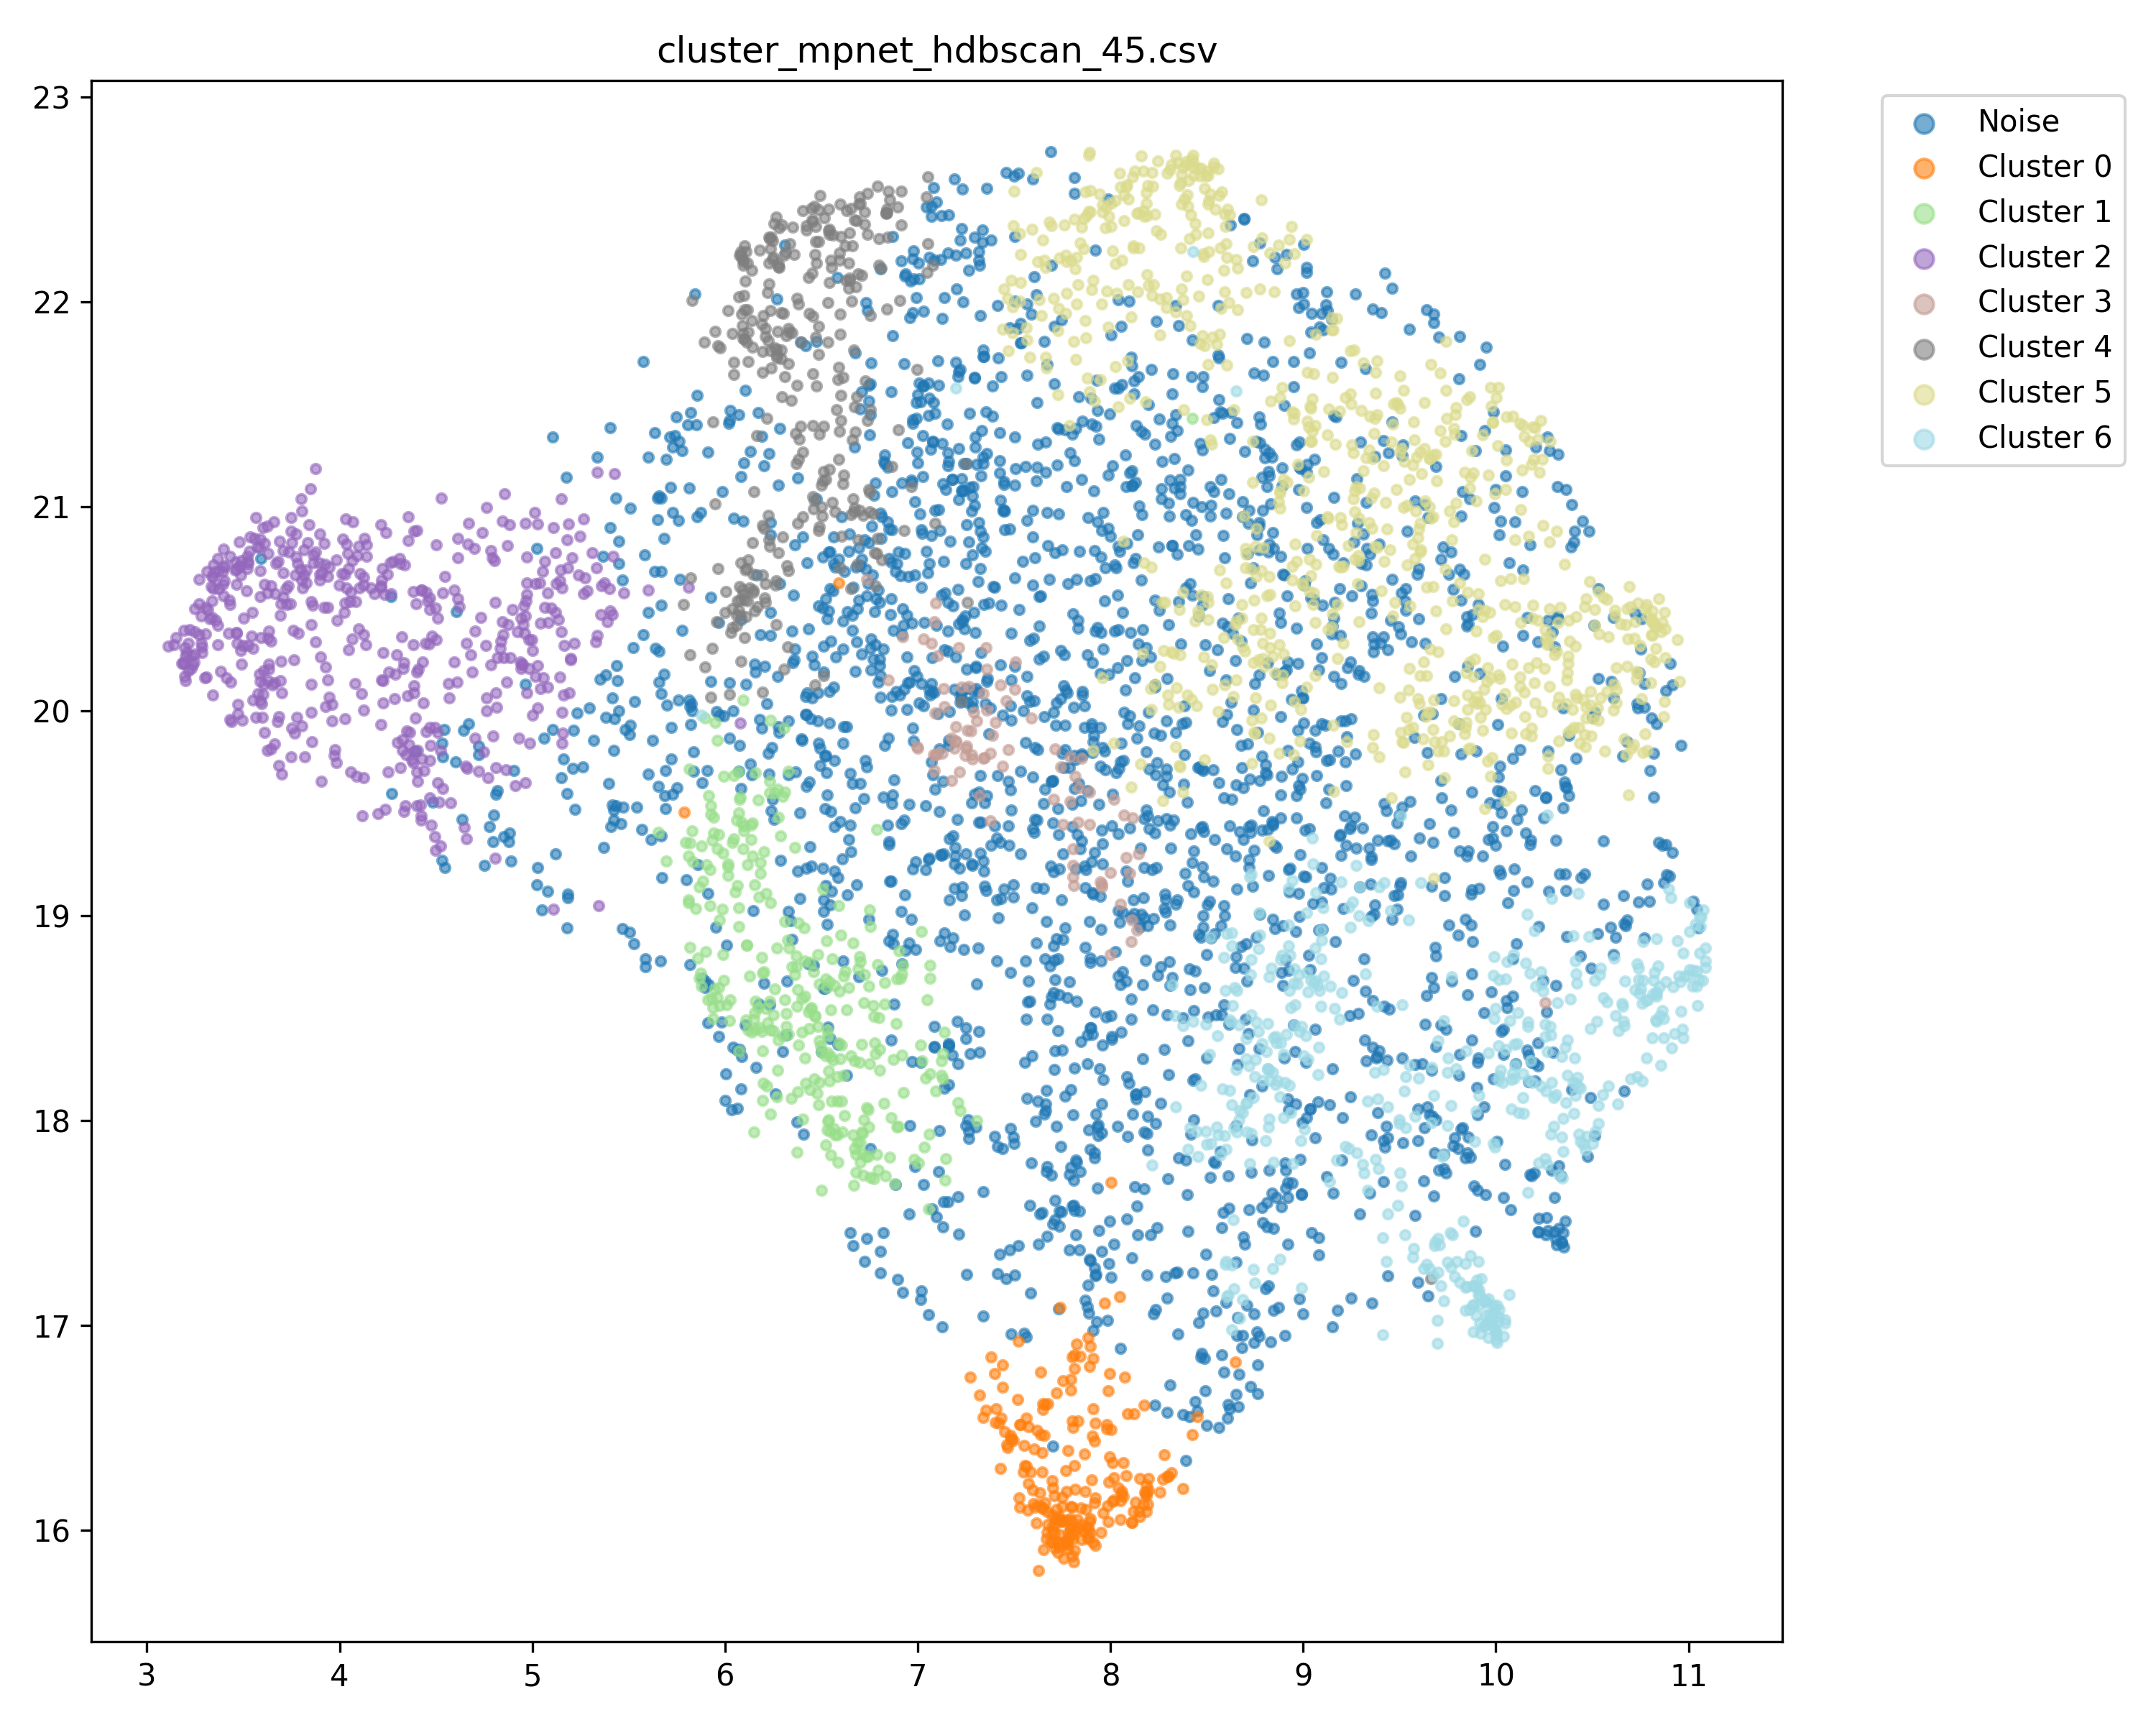 cluster_mpnet_hdbscan_45.csv
23
22
21
20
19
18
17
16
3 4 5 6 7 8 9 10 11
Noise
Cluster 0
Cluster 1
Cluster 2
Cluster 3
Cluster 4
Cluster 5
Cluster 6